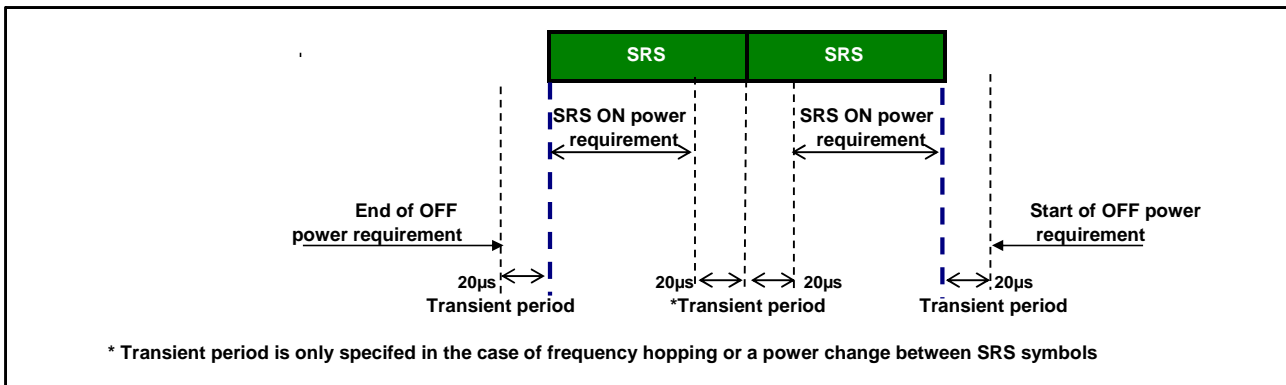 SRS SRS
SRS ON power
requirement
SRS ON power
requirement
End of OFF
power requirement
Start of OFF power
requirement
20µs 20µs 20µs 20µs
Transient period *Transient period Transient period
* Transient period is only specifed in the case of frequency hopping or a power change between SRS symbols